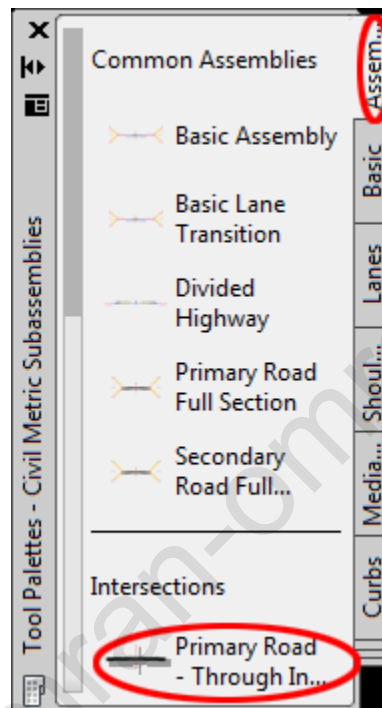 Common Assemblies
Basic Assembly
Basic Lane
Transition
Divided
Highway
Primary Road
Full Section
Secondary
Road Full...
Intersections
Primary Road
- Through In...
Assem...
Basic
Lanes
Shoul...
Media...
Curbs
Tool Palettes - Civil Metric Subassemblies